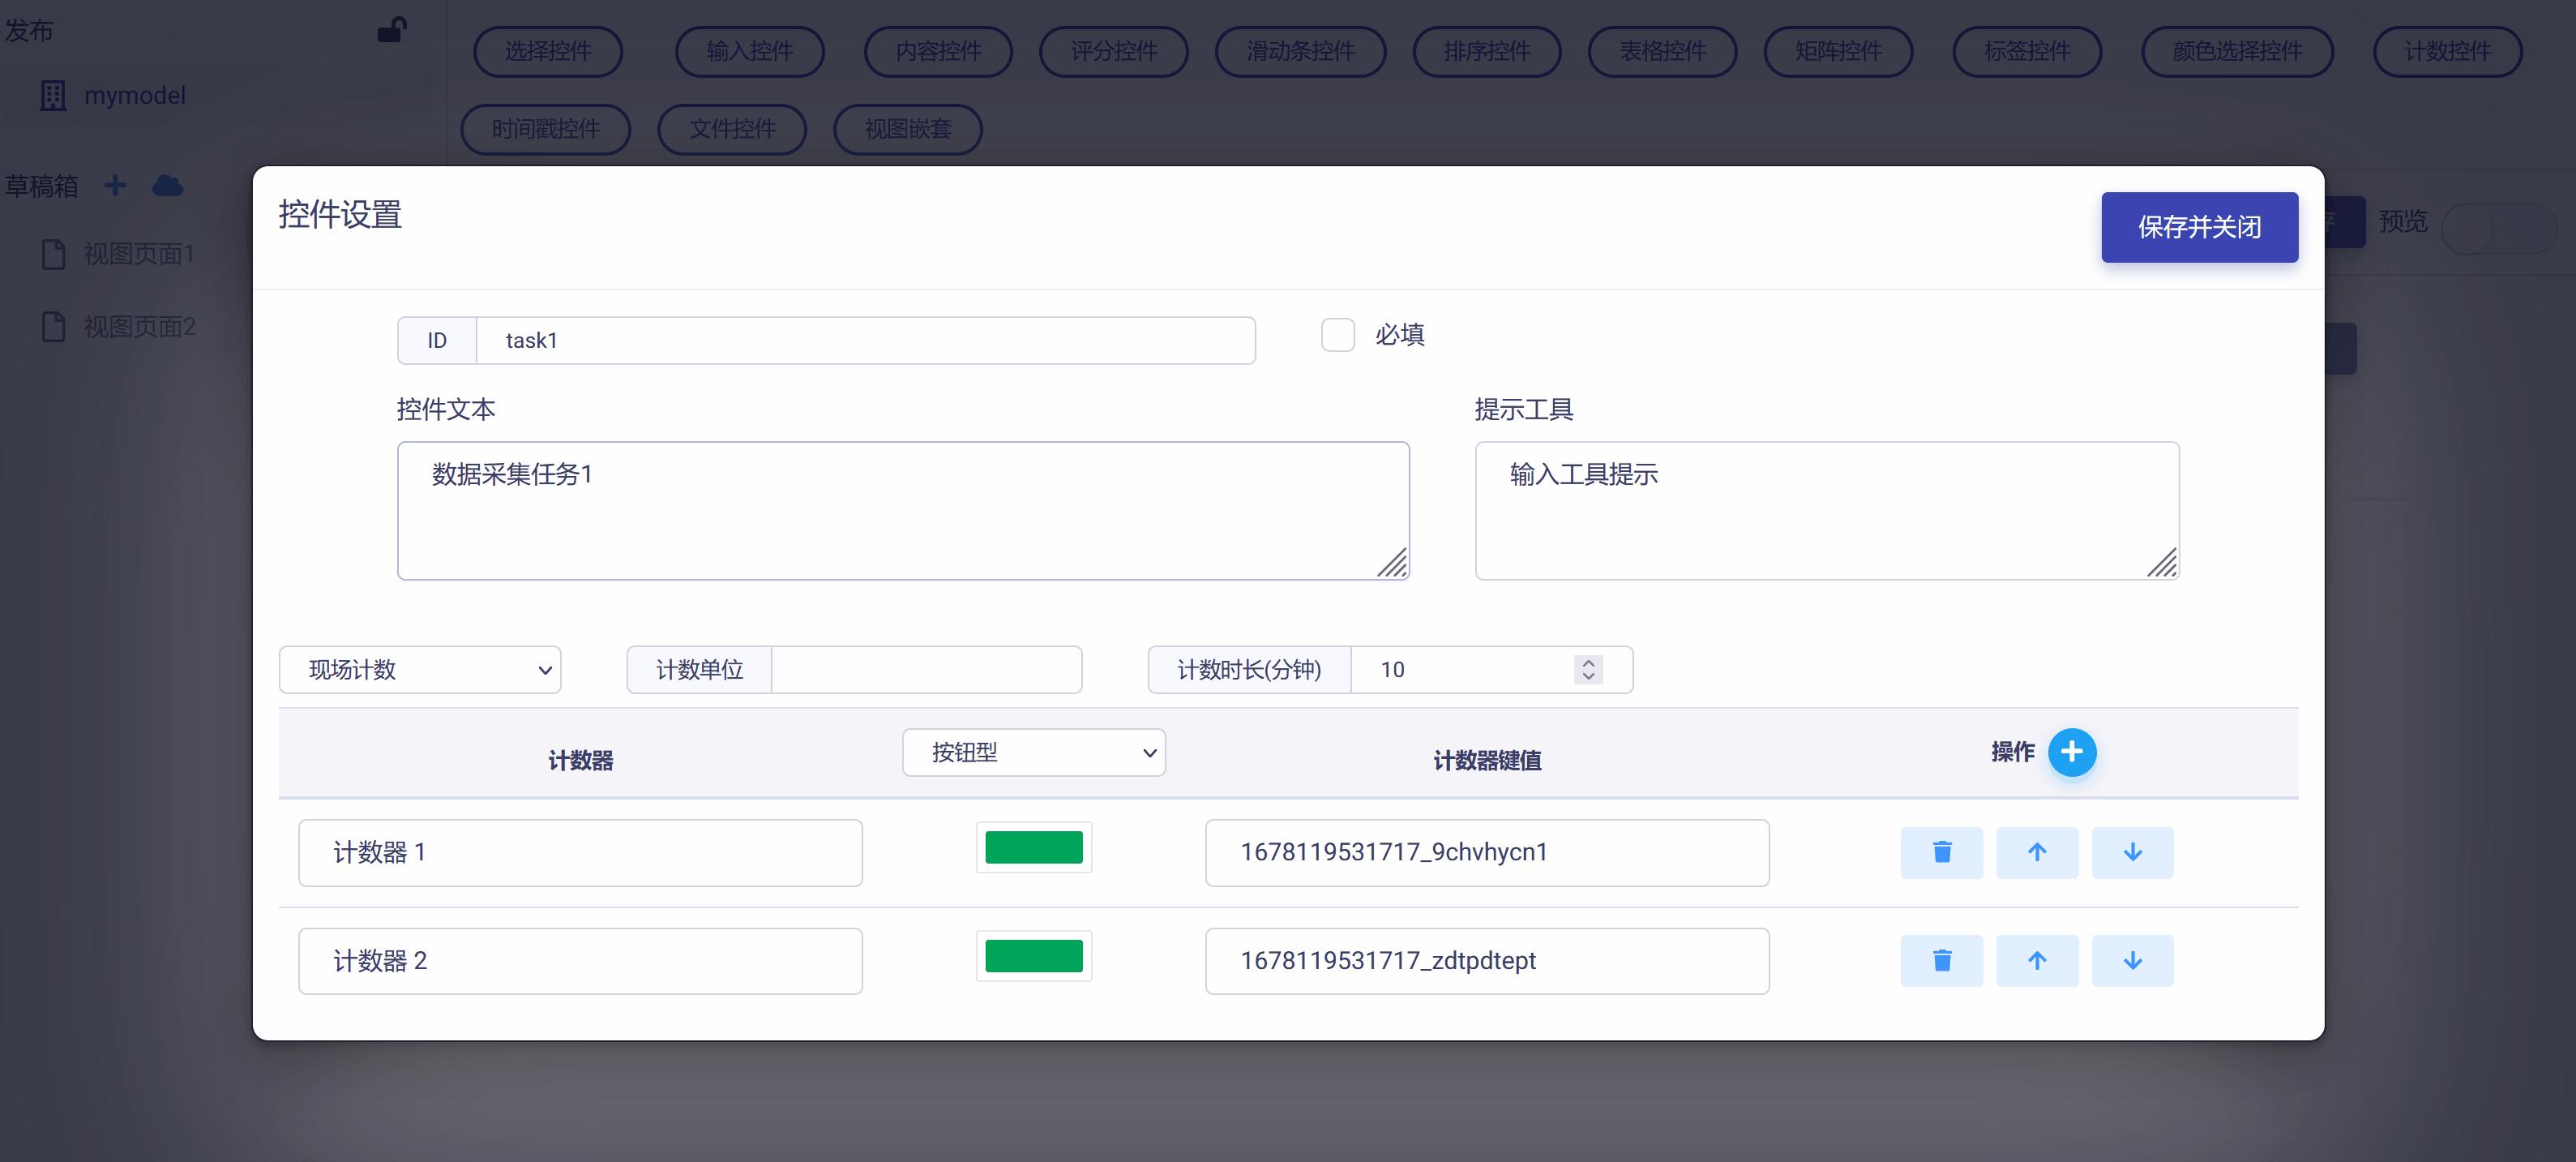 发布
mymodel
草稿箱
视图页面1
视图页面2
选择控件 输入控件 内容控件 评分控件 滑动条控件 排序控件 表格控件 矩阵控件 标签控件 颜色选择控件 计数控件
时间戳控件 文件控件 视图嵌套
预览
控件设置
保存并关闭
ID task1 必填
控件文本 提示工具
数据采集任务1 输入工具提示
现场计数 计数单位 计数时长(分钟) 10
计数器 按钮型 计数器键值 操作
计数器 1 1678119531717_9chvhycn1
计数器 2 1678119531717_zdtpdtept